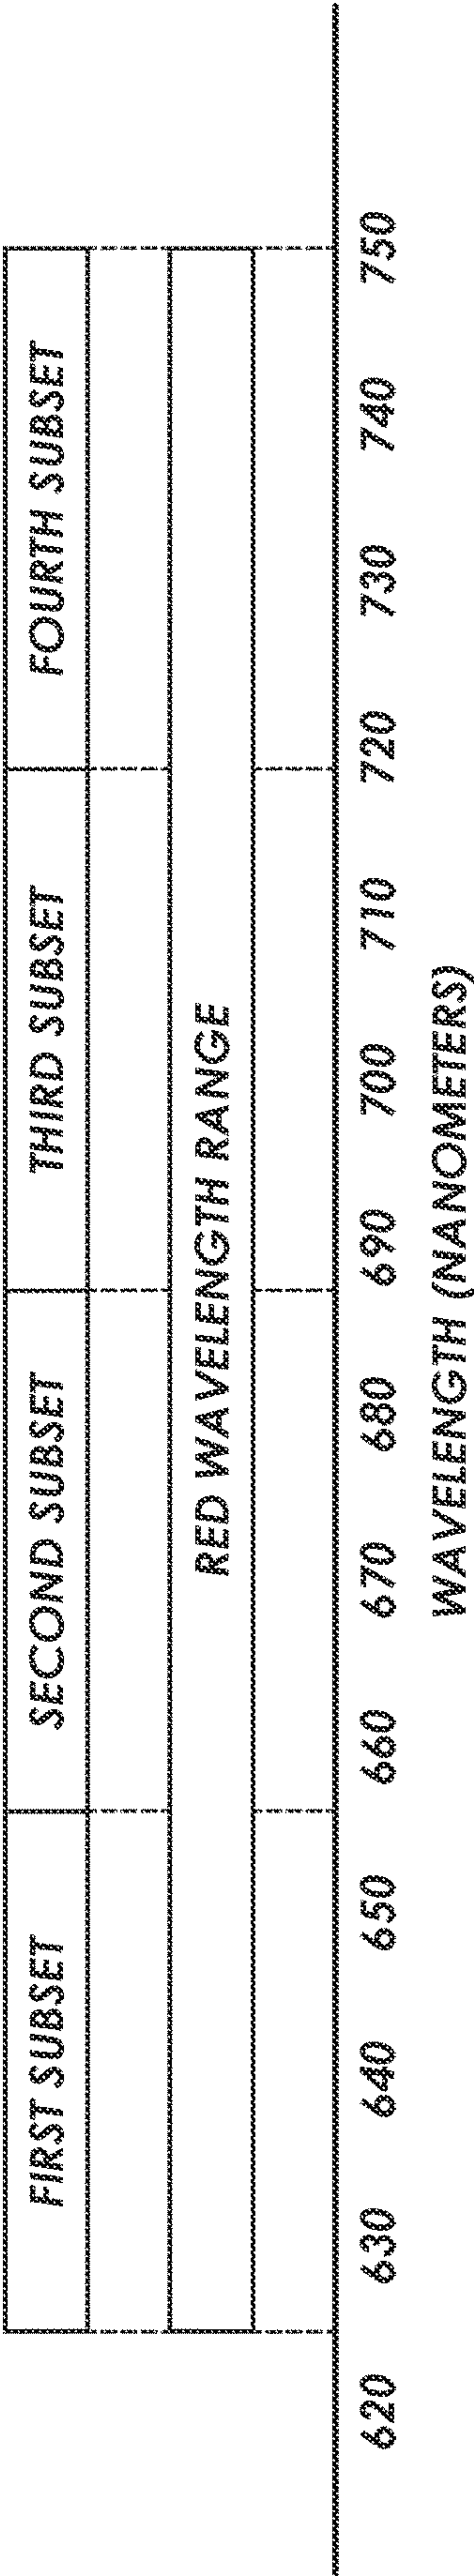 FIRST SUBSET
SECOND SUBSET
THIRD SUBSET
FOURTH SUBSET
RED WAVELENGTH RANGE
620 630 640 650 660 670 680 690 700 710 720 730 740 750
WAVELENGTH (NANOMETERS)